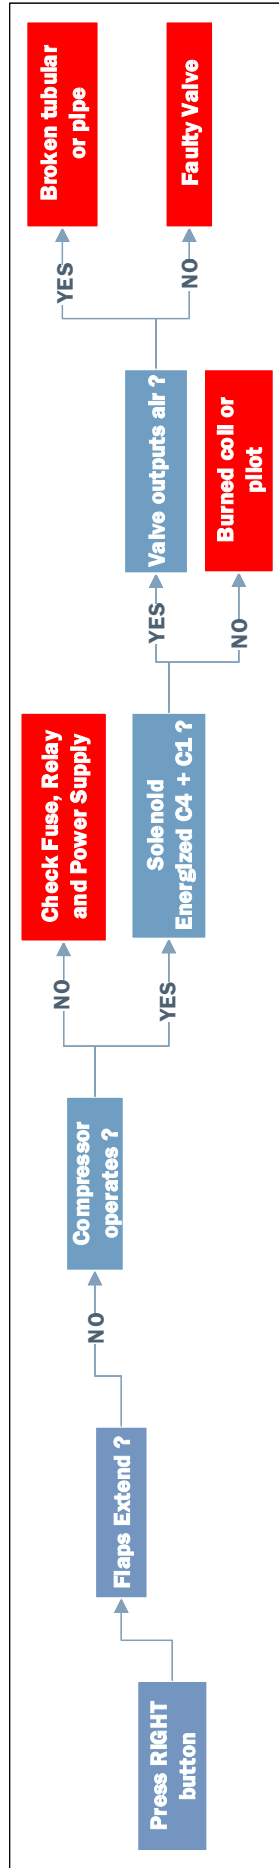 Press RIGHT
button
Flaps Extend ?
NO
Compressor
operates ?
NO
Check Fuse, Relay
and Power Supply
YES
Solenoid
Energized C4 + C1 ?
YES
Valve outputs air ?
NO
Burned coil or
pilot
YES
Broken tubular
or pipe
NO
Faulty Valve